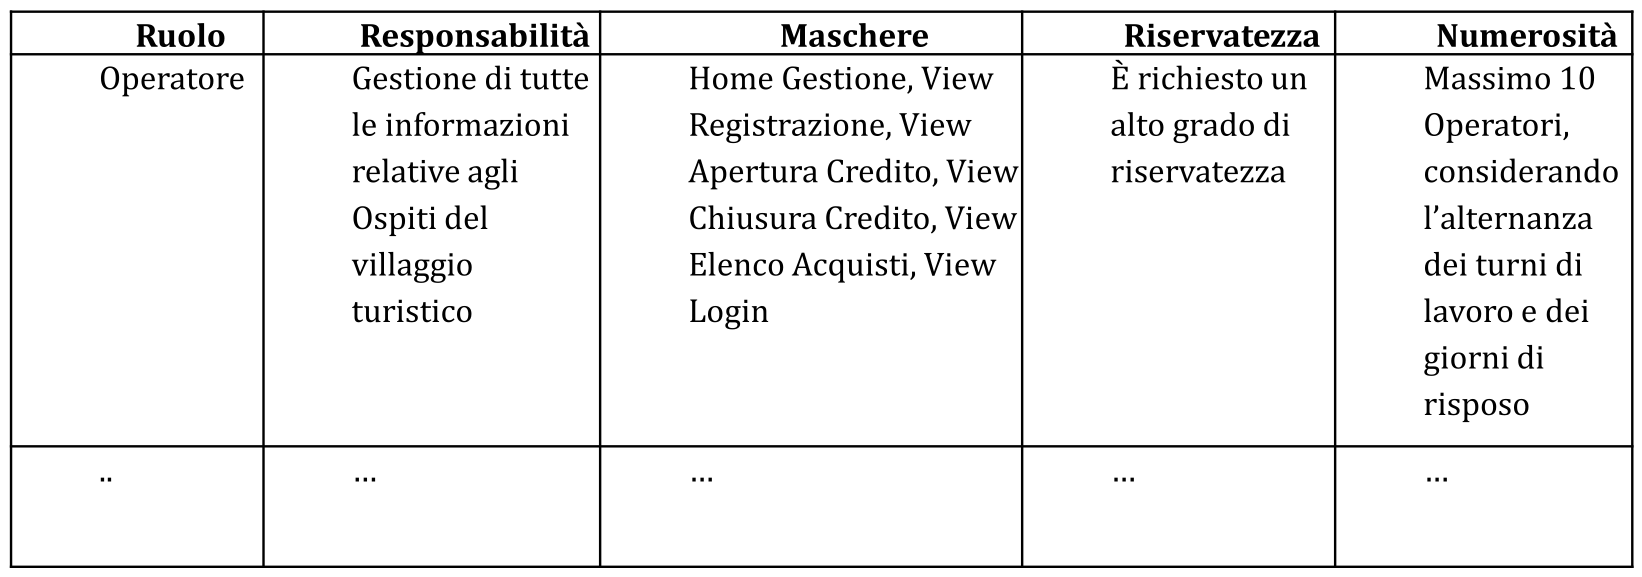 Ruolo Responsabilità Maschere Riservatezza Numerosità
Operatore
Gestione di tutte
le informazioni
relative agli
Ospiti del
villaggio
turistico
Home Gestione, View
Registrazione, View
Apertura Credito, View
Chiusura Credito, View
Elenco Acquisti, View
Login
È richiesto un
alto grado di
riservatezza
Massimo 10
Operatori,
considerando
l’alternanza
dei turni di
lavoro e dei
giorni di
risposo
.. … … … …